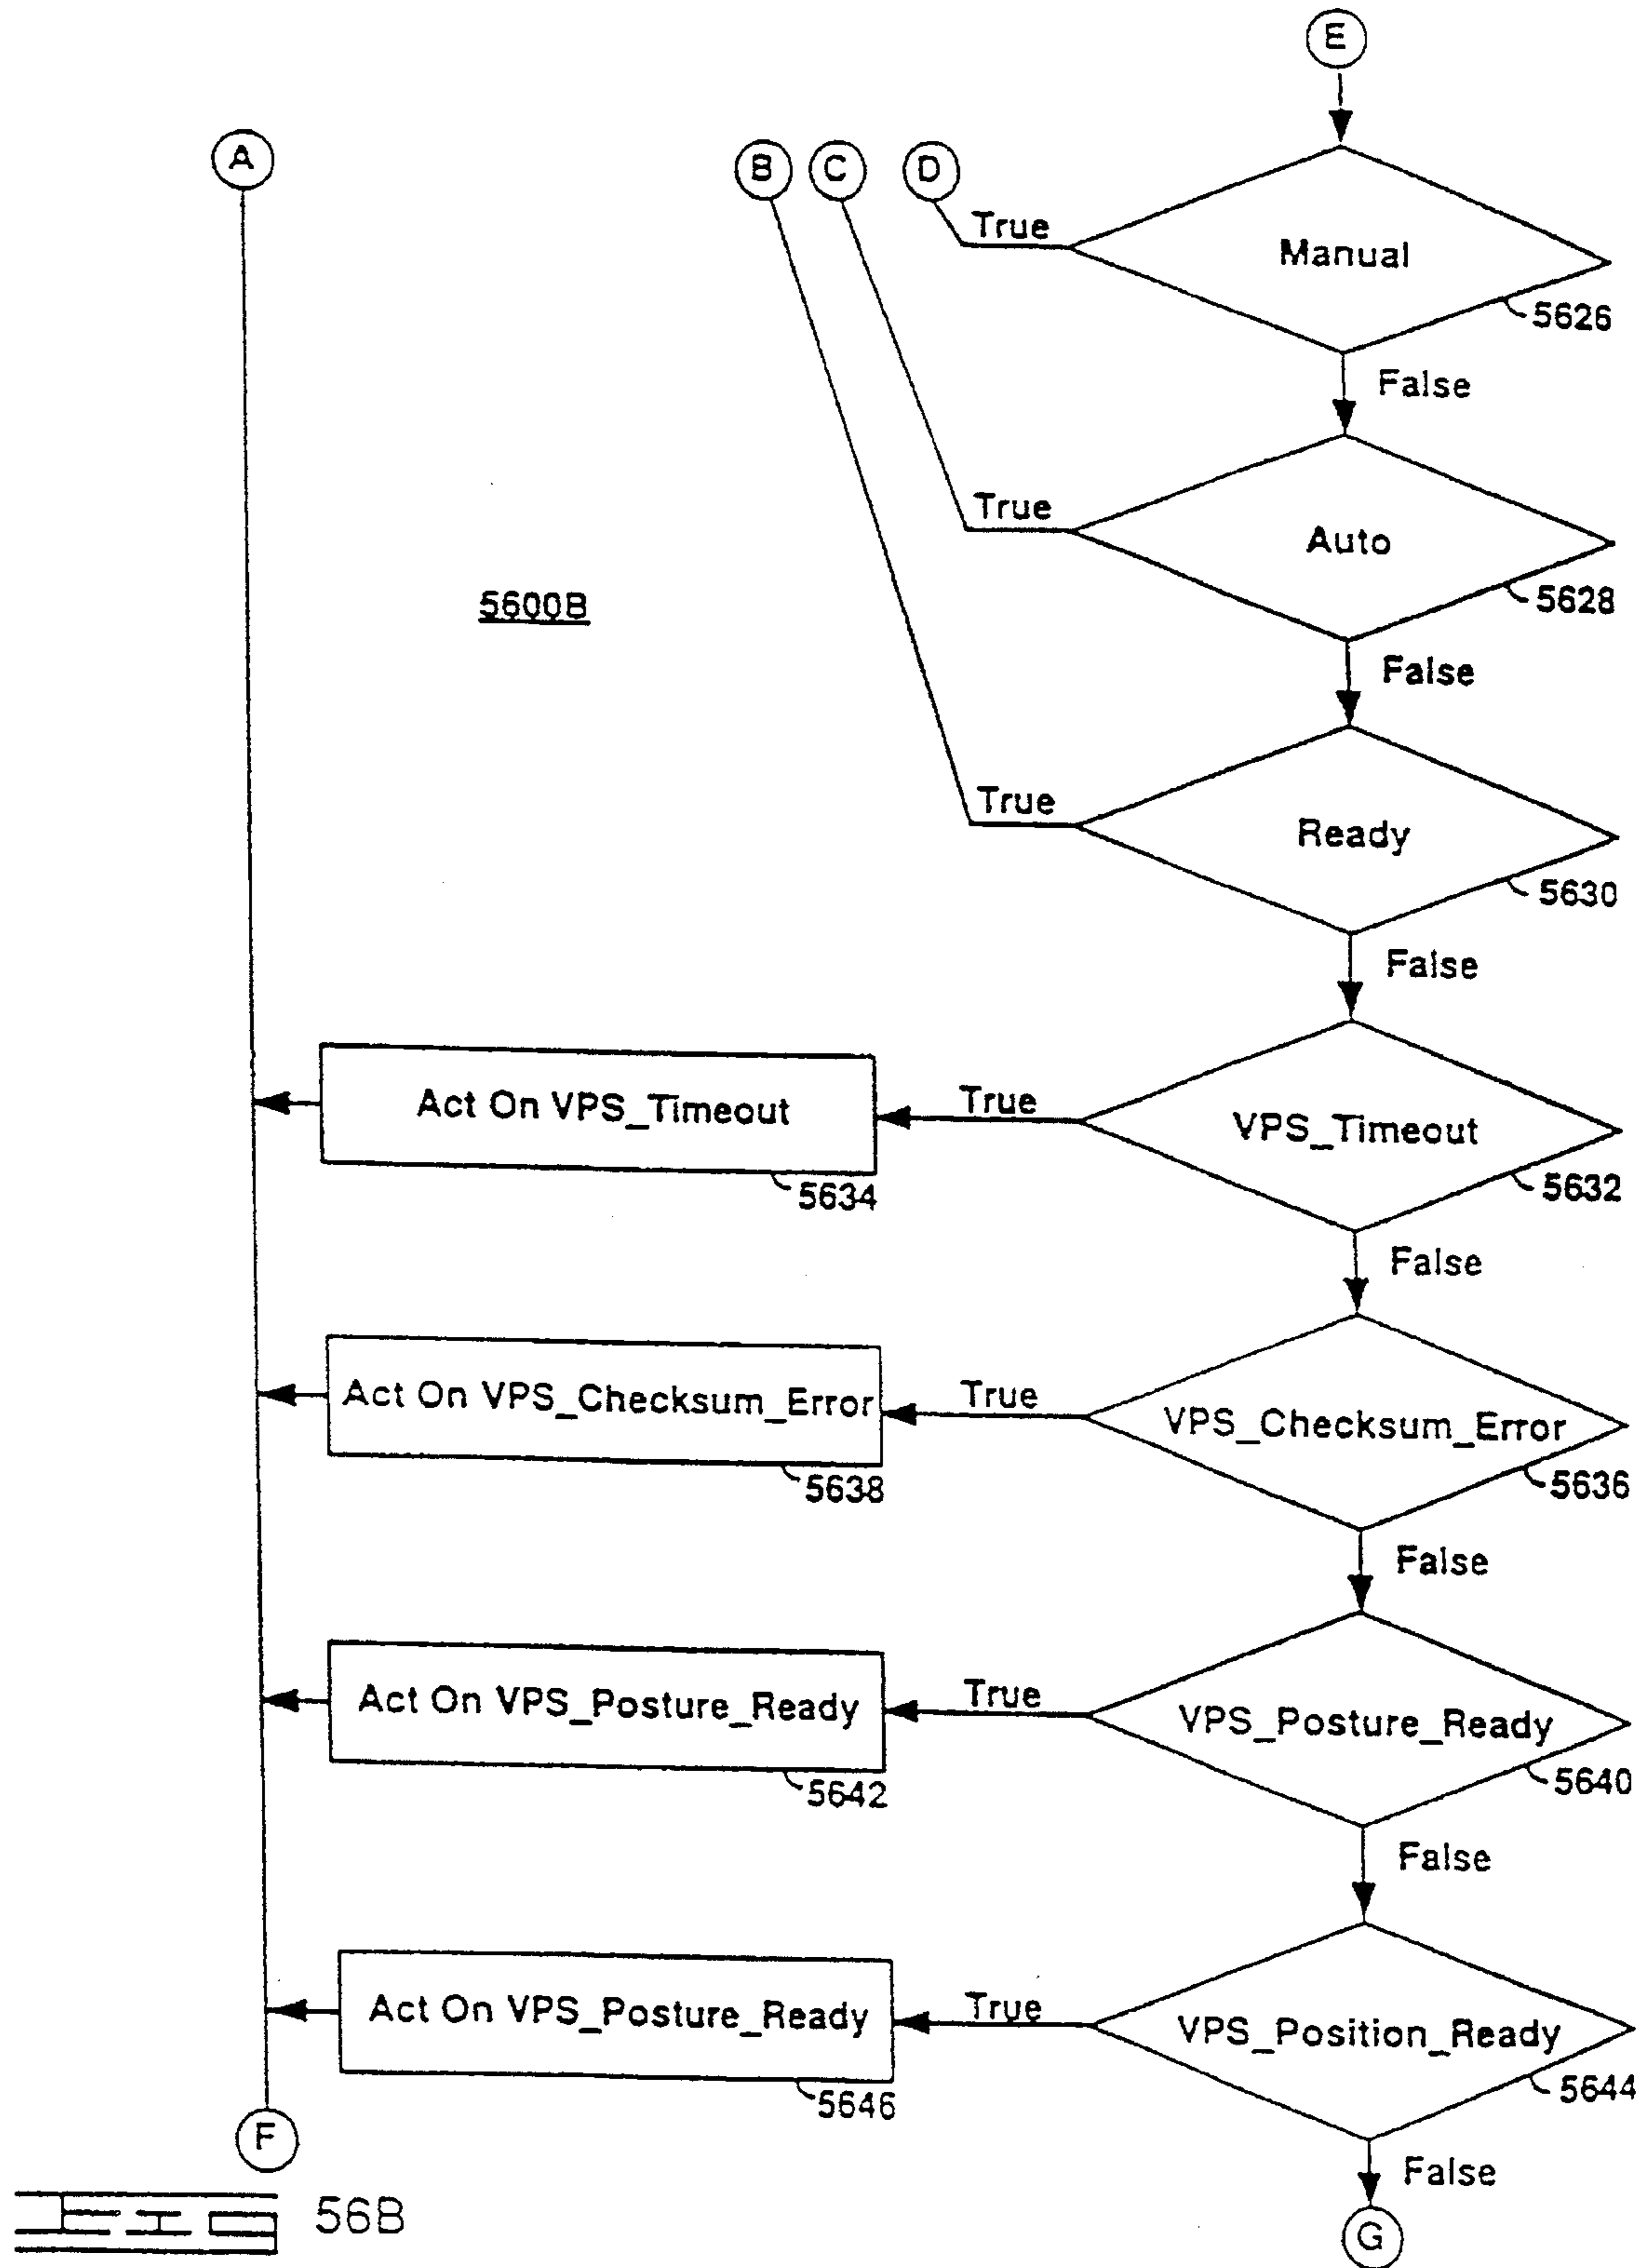 E
A
B
C
D
True
Manual
5626
False
True
Auto
5628
5600B
False
True
Ready
5630
False
Act On VPS_Timeout
True
VPS_Timeout
5634
5632
False
Act On VPS_Checksum_Error
True
VPS_Checksum_Error
5638
5636
False
Act On VPS_Posture_Ready
True
VPS_Posture_Ready
5642
5640
False
Act On VPS_Posture_Ready
True
VPS_Position_Ready
5646
5644
F
False
FIG 56B
G